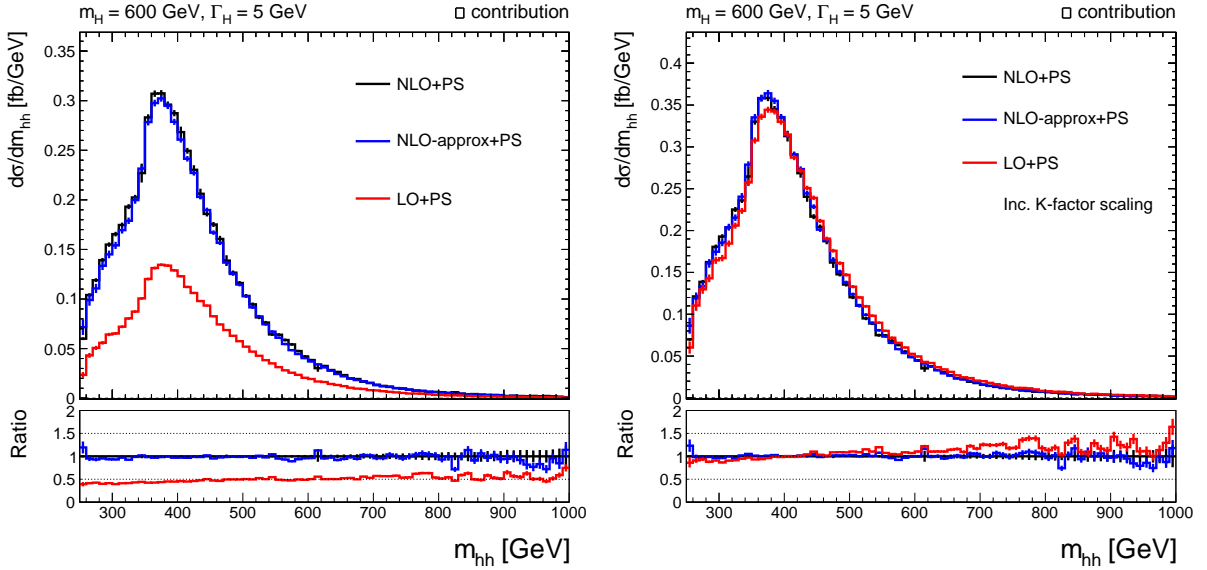 m_H = 600 GeV, Γ_H = 5 GeV □ contribution
dσ/dm_hh [fb/GeV]
0.35
0.3
0.25
0.2
0.15
0.1
0.05
0
NLO+PS
NLO-approx+PS
LO+PS
Ratio
2
1.5
1
0.5
0
300 400 500 600 700 800 900 1000
m_hh [GeV]
m_H = 600 GeV, Γ_H = 5 GeV □ contribution
dσ/dm_hh [fb/GeV]
0.4
0.35
0.3
0.25
0.2
0.15
0.1
0.05
0
NLO+PS
NLO-approx+PS
LO+PS
Inc. K-factor scaling
Ratio
2
1.5
1
0.5
0
300 400 500 600 700 800 900 1000
m_hh [GeV]